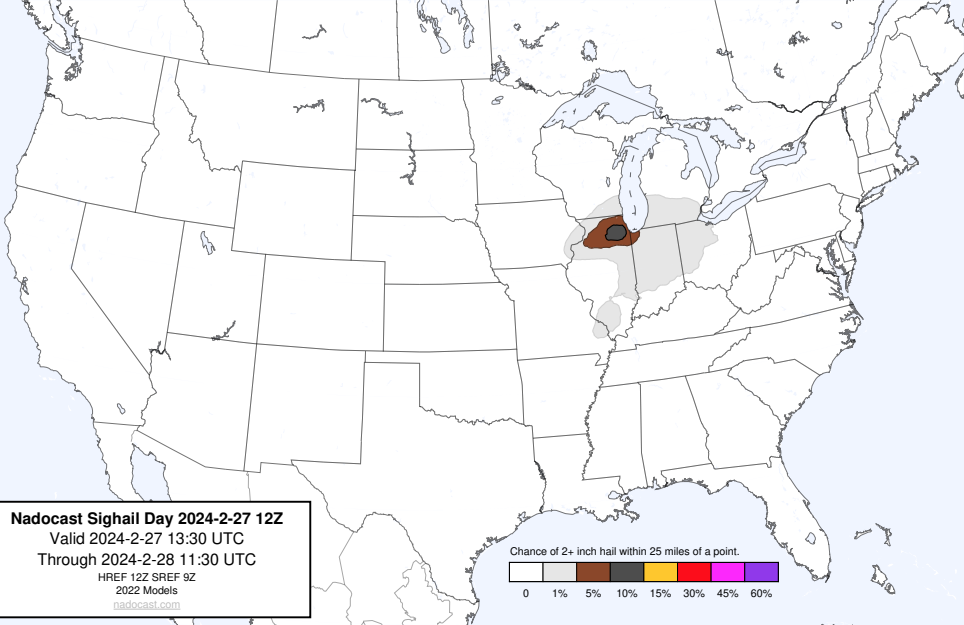 Nadocast Sighail Day 2024-2-27 12Z
Valid 2024-2-27 13:30 UTC
Through 2024-2-28 11:30 UTC
HREF 12Z SREF 9Z
2022 Models
nadocast.com
Chance of 2+ inch hail within 25 miles of a point.
0 1% 5% 10% 15% 30% 45% 60%